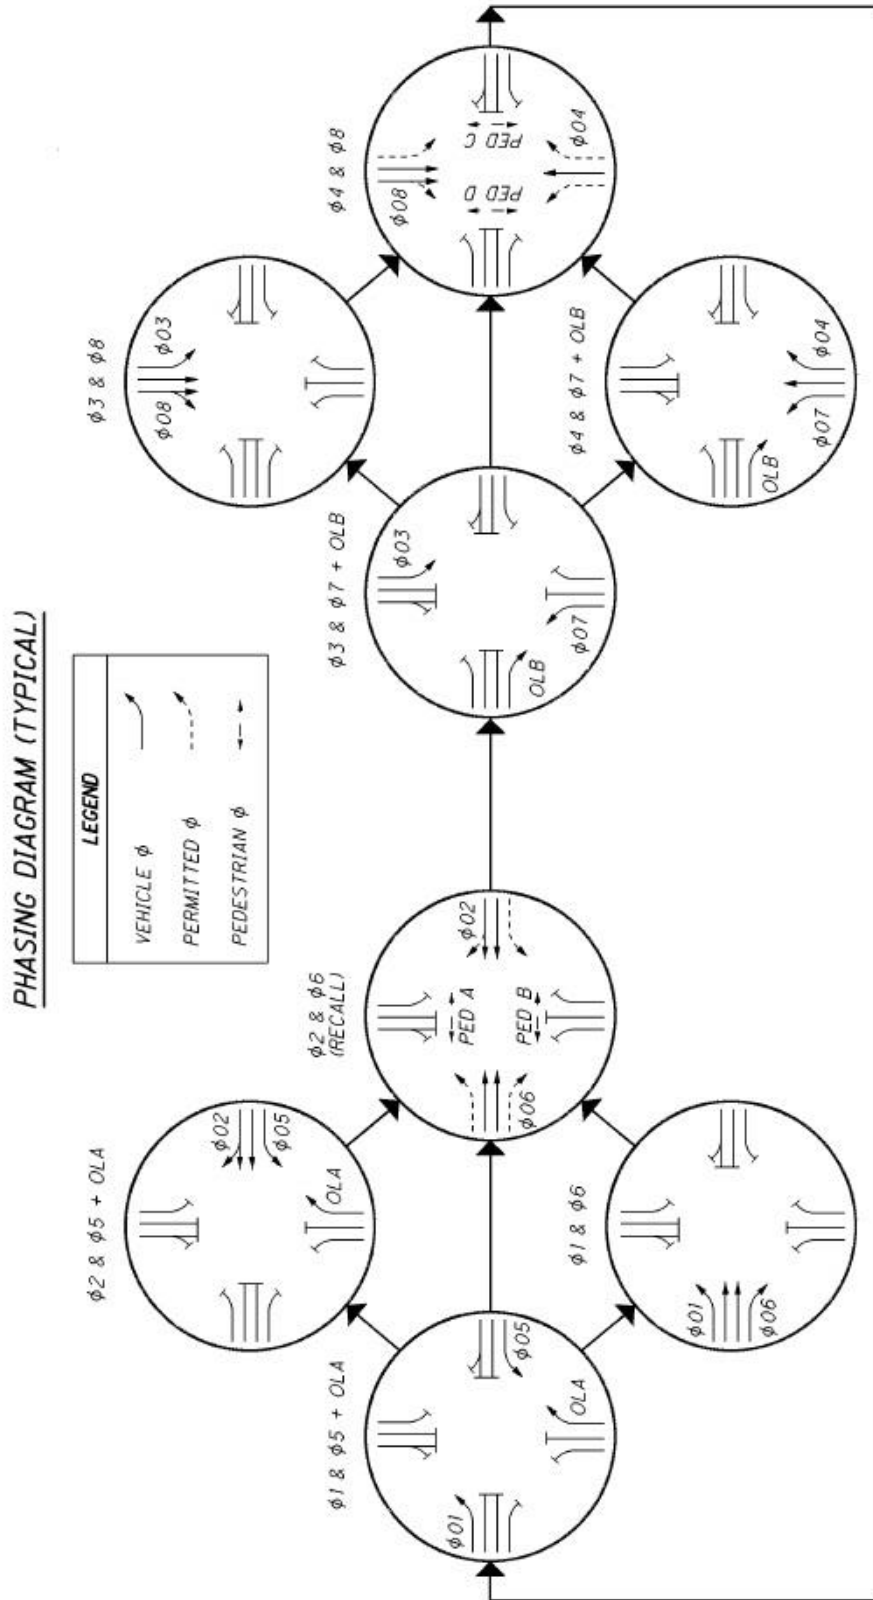 PHASING DIAGRAM (TYPICAL)
LEGEND
VEHICLE ϕ
PERMITTED ϕ
PEDESTRIAN ϕ
ϕ1 & ϕ5 + OLA
ϕ01
ϕ05
OLA
ϕ2 & ϕ5 + OLA
ϕ02
ϕ05
OLA
ϕ1 & ϕ6
ϕ01
ϕ06
ϕ2 & ϕ6
(RECALL)
ϕ02
PED A
PED B
ϕ06
ϕ3 & ϕ7 + OLB
ϕ03
OLB
ϕ07
ϕ3 & ϕ8
ϕ08
ϕ03
ϕ4 & ϕ7 + OLB
OLB
ϕ07
ϕ04
ϕ4 & ϕ8
ϕ08
PED D
PED C
ϕ04